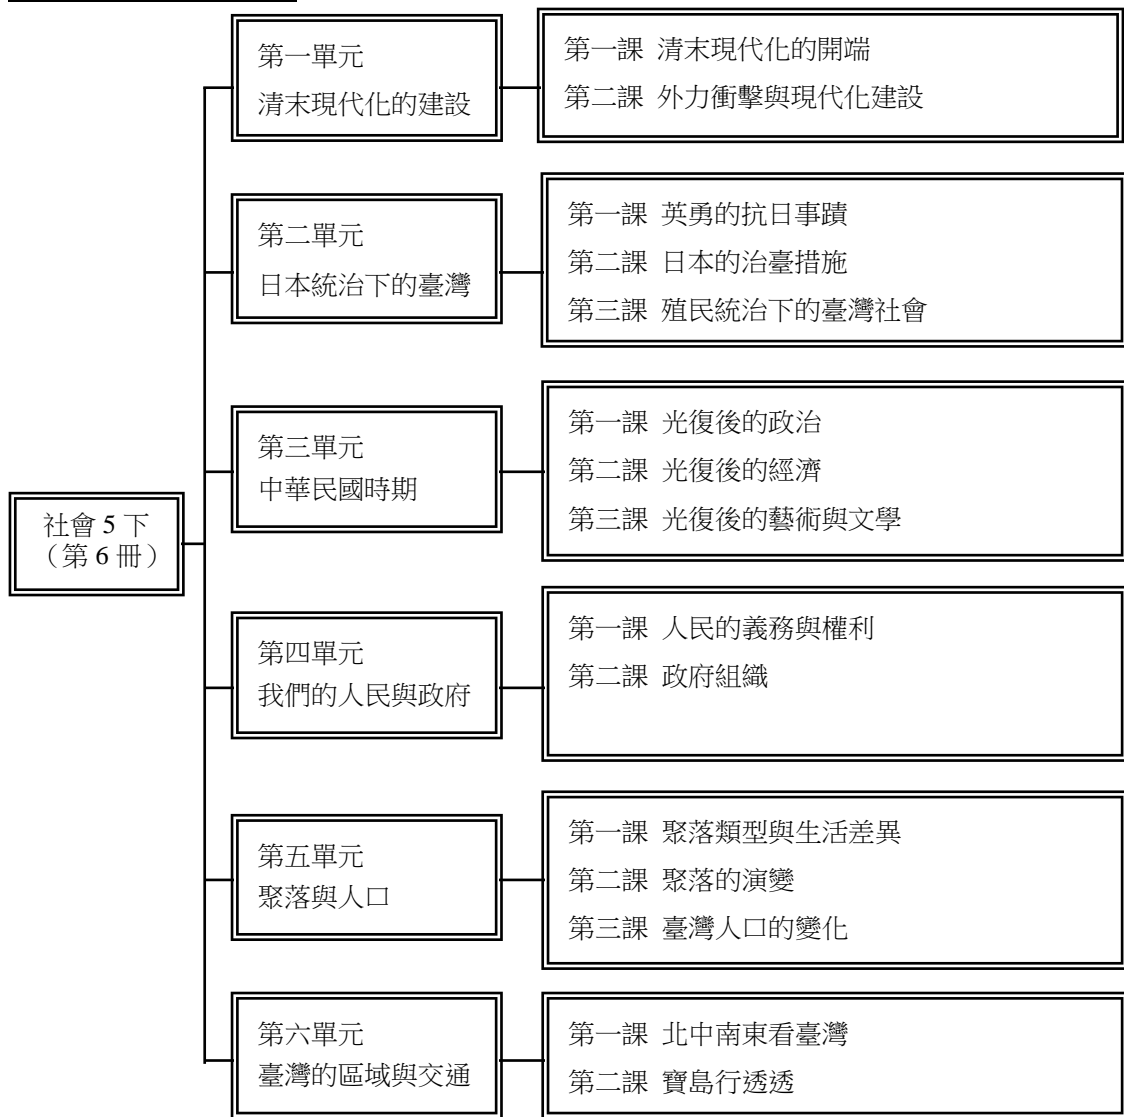 第一單元
清末現代化的建設
第一課 清末現代化的開端
第二課 外力衝擊與現代化建設
第二單元
日本統治下的臺灣
第一課 英勇的抗日事蹟
第二課 日本的治臺措施
第三課 殖民統治下的臺灣社會
第三單元
中華民國時期
第一課 光復後的政治
第二課 光復後的經濟
第三課 光復後的藝術與文學
社會 5 下
（第 6 冊）
第四單元
我們的人民與政府
第一課 人民的義務與權利
第二課 政府組織
第五單元
聚落與人口
第一課 聚落類型與生活差異
第二課 聚落的演變
第三課 臺灣人口的變化
第六單元
臺灣的區域與交通
第一課 北中南東看臺灣
第二課 寶島行透透